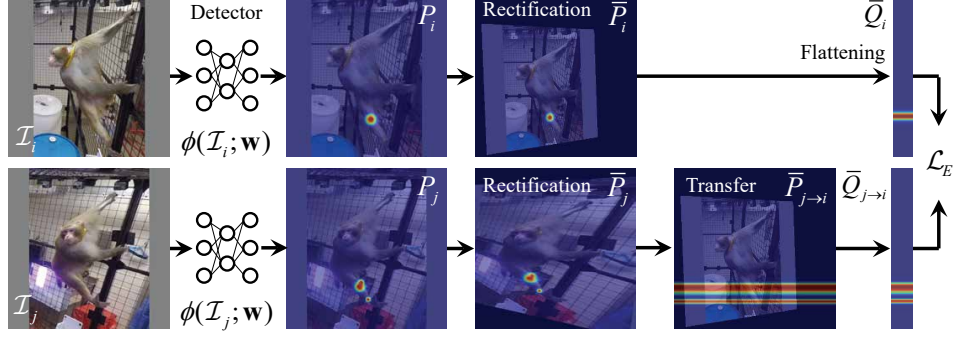 Detector
P_i
Rectification
P̄_i
Q̄_i
Flattening
𝓘_i
ϕ(𝓘_i; w)
𝓛_E
P_j
Rectification
P̄_j
Transfer
P̄_{j→i}
Q̄_{j→i}
𝓘_j
ϕ(𝓘_j; w)